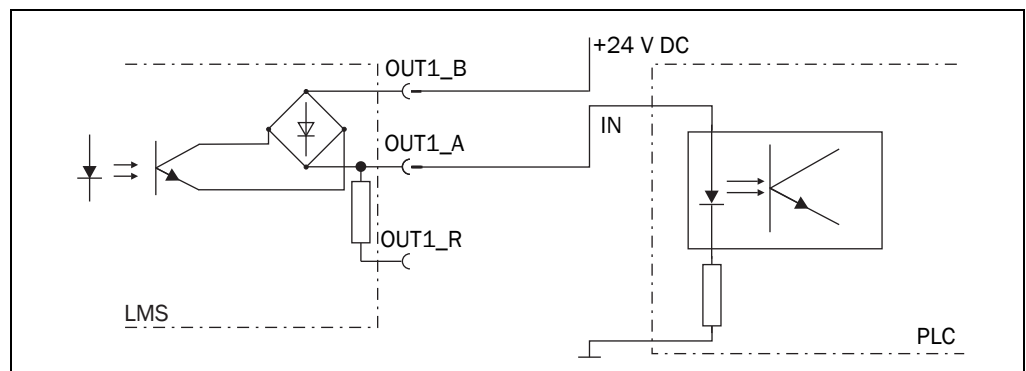 +24 V DC
OUT1_B
IN
OUT1_A
OUT1_R
LMS
PLC